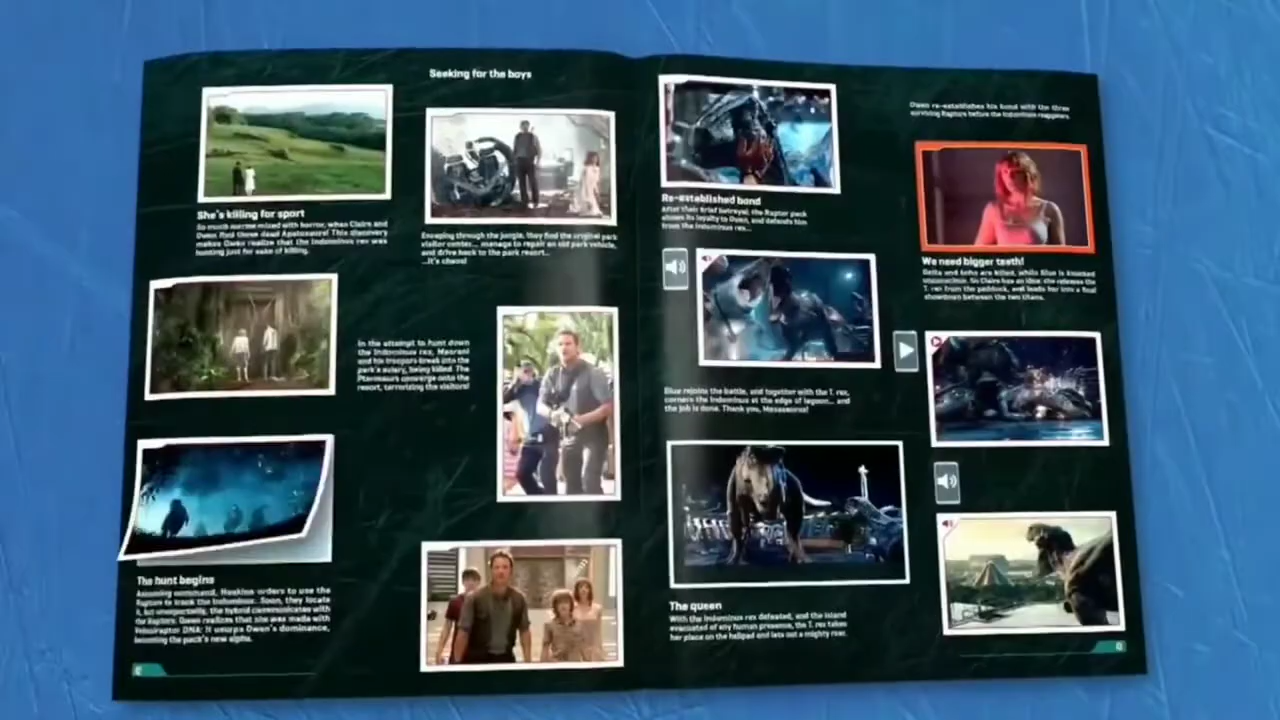 Seeking for the boys
She's killing for sport
So much horror mixed with horror, when Claire and
Owen find three dead Apatosaurs! This discovery
makes Owen realize that the Indominus rex was
hunting just for sake of killing.
Escaping through the jungle, they find the original park
visitor center... manage to repair an old park vehicle,
and drive back to the park resort...
...It's chaos!
In the attempt to hunt down
the Indominus rex, Masrani
and his troopers break into the
park's aviary, being killed. The
Pteranosaurs converge onto the
resort, terrorizing the visitors!
The hunt begins
Assuming command, Hoskins orders to use the
Raptors to track the Indominus. Soon, they locate
it, but unexpectedly, the hybrid communicates with
the Raptors. Owen realizes that she was made with
Velociraptor DNA: it usurps Owen's dominance,
becoming the pack's new alpha.
Re-established bond
After their brief betrayal, the Raptor pack
shows its loyalty to Owen, and defends him
from the Indominus rex...
Blue rejoins the battle, and together with the T. rex,
corners the Indominus at the edge of lagoon... and
the job is done. Thank you, Mosasaurus!
The queen
With the Indominus rex defeated, and the island
evacuated of any human presence, the T. rex takes
her place on the helipad and lets out a mighty roar.
Owen re-establishes his bond with the three
surviving Raptors before the Indominus reappears.
We need bigger teeth!
Delta and Echo are killed, while Blue is knocked
unconscious. So Claire has an idea: she releases the
T. rex from the paddock, and leads her into a final
showdown between the two titans.